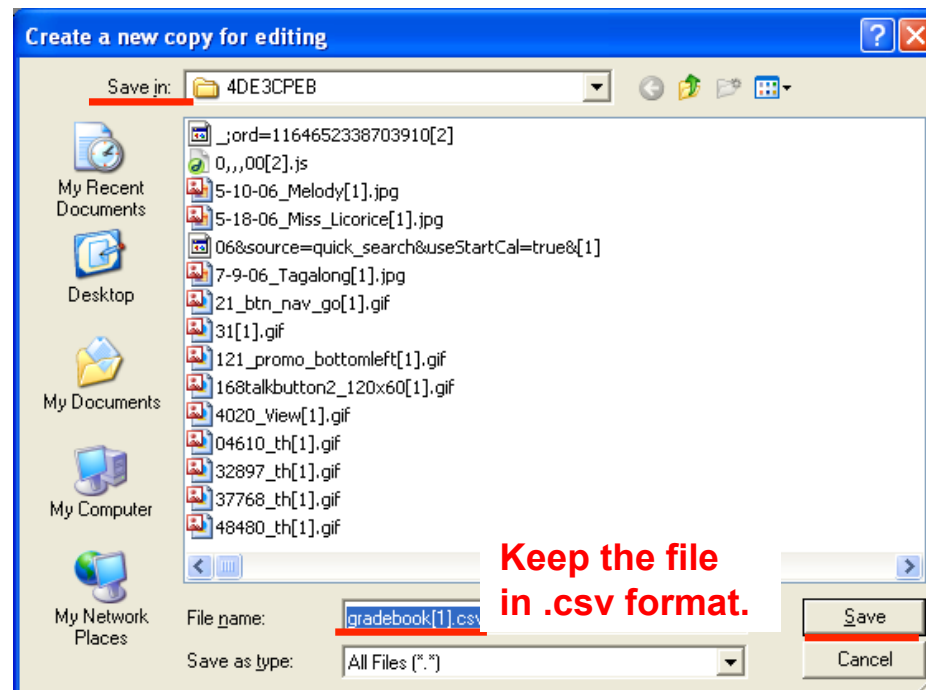 Create a new copy for editing
Save in: 4DE3CPEB
_;ord=1164652338703910[2]
0,,,00[2].js
5-10-06_Melody[1].jpg
5-18-06_Miss_Licorice[1].jpg
06&source=quick_search&useStartCal=true&[1]
7-9-06_Tagalong[1].jpg
21_btn_nav_go[1].gif
31[1].gif
121_promo_bottomleft[1].gif
168talkbutton2_120x60[1].gif
4020_View[1].gif
04610_th[1].gif
32897_th[1].gif
37768_th[1].gif
48480_th[1].gif
My Recent
Documents
Desktop
My Documents
My Computer
My Network
Places
Keep the file
in .csv format.
File name: gradebook[1].csv
Save
Save as type: All Files (*.*)
Cancel